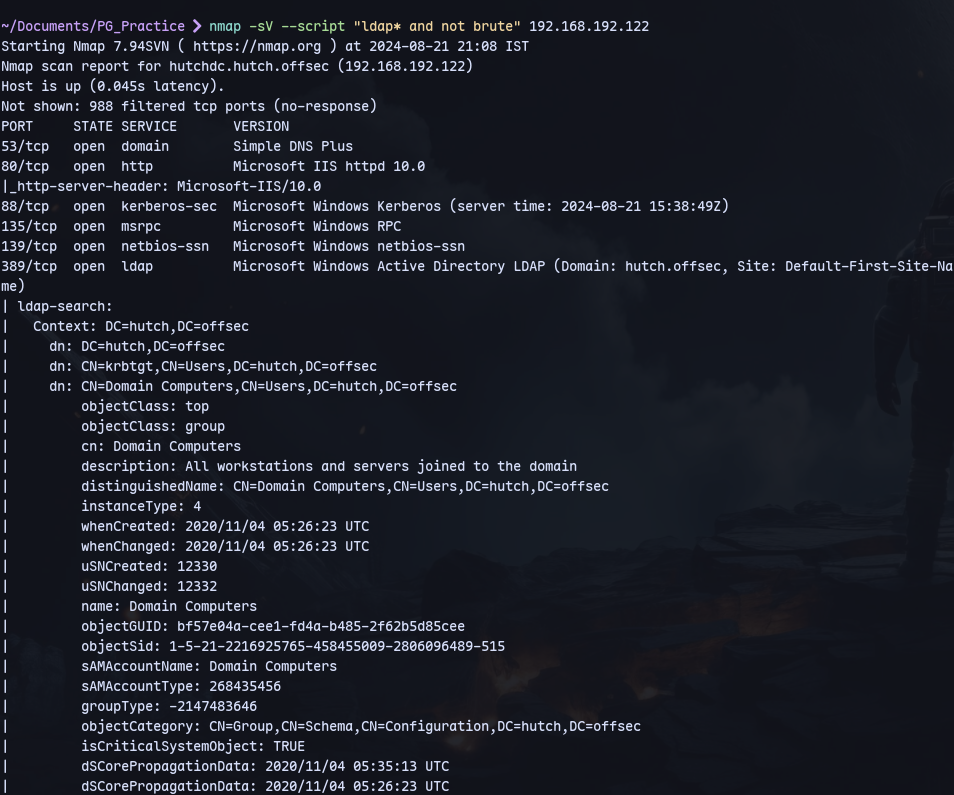 ~/Documents/PG_Practice ❯ nmap -sV --script "ldap* and not brute" 192.168.192.122
Starting Nmap 7.94SVN ( https://nmap.org ) at 2024-08-21 21:08 IST
Nmap scan report for hutchdc.hutch.offsec (192.168.192.122)
Host is up (0.045s latency).
Not shown: 988 filtered tcp ports (no-response)
PORT     STATE SERVICE       VERSION
53/tcp   open  domain        Simple DNS Plus
80/tcp   open  http          Microsoft IIS httpd 10.0
|_http-server-header: Microsoft-IIS/10.0
88/tcp   open  kerberos-sec  Microsoft Windows Kerberos (server time: 2024-08-21 15:38:49Z)
135/tcp  open  msrpc         Microsoft Windows RPC
139/tcp  open  netbios-ssn   Microsoft Windows netbios-ssn
389/tcp  open  ldap          Microsoft Windows Active Directory LDAP (Domain: hutch.offsec, Site: Default-First-Site-Na
me)
| ldap-search:
|   Context: DC=hutch,DC=offsec
|     dn: DC=hutch,DC=offsec
|     dn: CN=krbtgt,CN=Users,DC=hutch,DC=offsec
|     dn: CN=Domain Computers,CN=Users,DC=hutch,DC=offsec
|         objectClass: top
|         objectClass: group
|         cn: Domain Computers
|         description: All workstations and servers joined to the domain
|         distinguishedName: CN=Domain Computers,CN=Users,DC=hutch,DC=offsec
|         instanceType: 4
|         whenCreated: 2020/11/04 05:26:23 UTC
|         whenChanged: 2020/11/04 05:26:23 UTC
|         uSNCreated: 12330
|         uSNChanged: 12332
|         name: Domain Computers
|         objectGUID: bf57e04a-cee1-fd4a-b485-2f62b5d85cee
|         objectSid: 1-5-21-2216925765-458455009-2806096489-515
|         sAMAccountName: Domain Computers
|         sAMAccountType: 268435456
|         groupType: -2147483646
|         objectCategory: CN=Group,CN=Schema,CN=Configuration,DC=hutch,DC=offsec
|         isCriticalSystemObject: TRUE
|         dSCorePropagationData: 2020/11/04 05:35:13 UTC
|         dSCorePropagationData: 2020/11/04 05:26:23 UTC